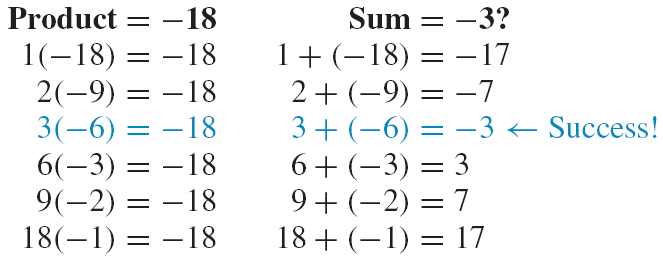 Product = −18 Sum = −3?
1(−18) = −18 1 + (−18) = −17
2(−9) = −18 2 + (−9) = −7
3(−6) = −18 3 + (−6) = −3 ← Success!
6(−3) = −18 6 + (−3) = 3
9(−2) = −18 9 + (−2) = 7
18(−1) = −18 18 + (−1) = 17